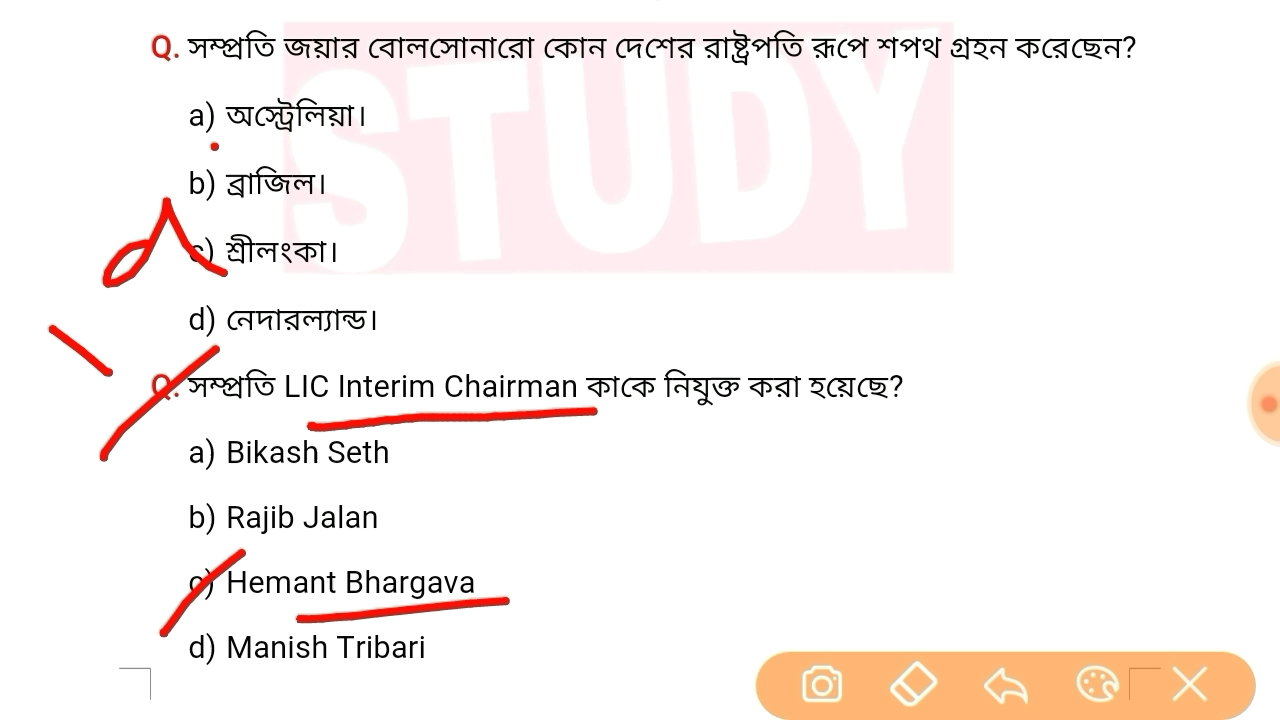 Q. সম্প্রতি জয়ার বোলসোনারো কোন দেশের রাষ্ট্রপতি রূপে শপথ গ্রহন করেছেন?
STUDY
a) অস্ট্রেলিয়া।
b) ব্রাজিল।
c) শ্রীলংকা।
d) নেদারল্যান্ড।
Q. সম্প্রতি LIC Interim Chairman কাকে নিযুক্ত করা হয়েছে?
a) Bikash Seth
b) Rajib Jalan
c) Hemant Bhargava
d) Manish Tribari